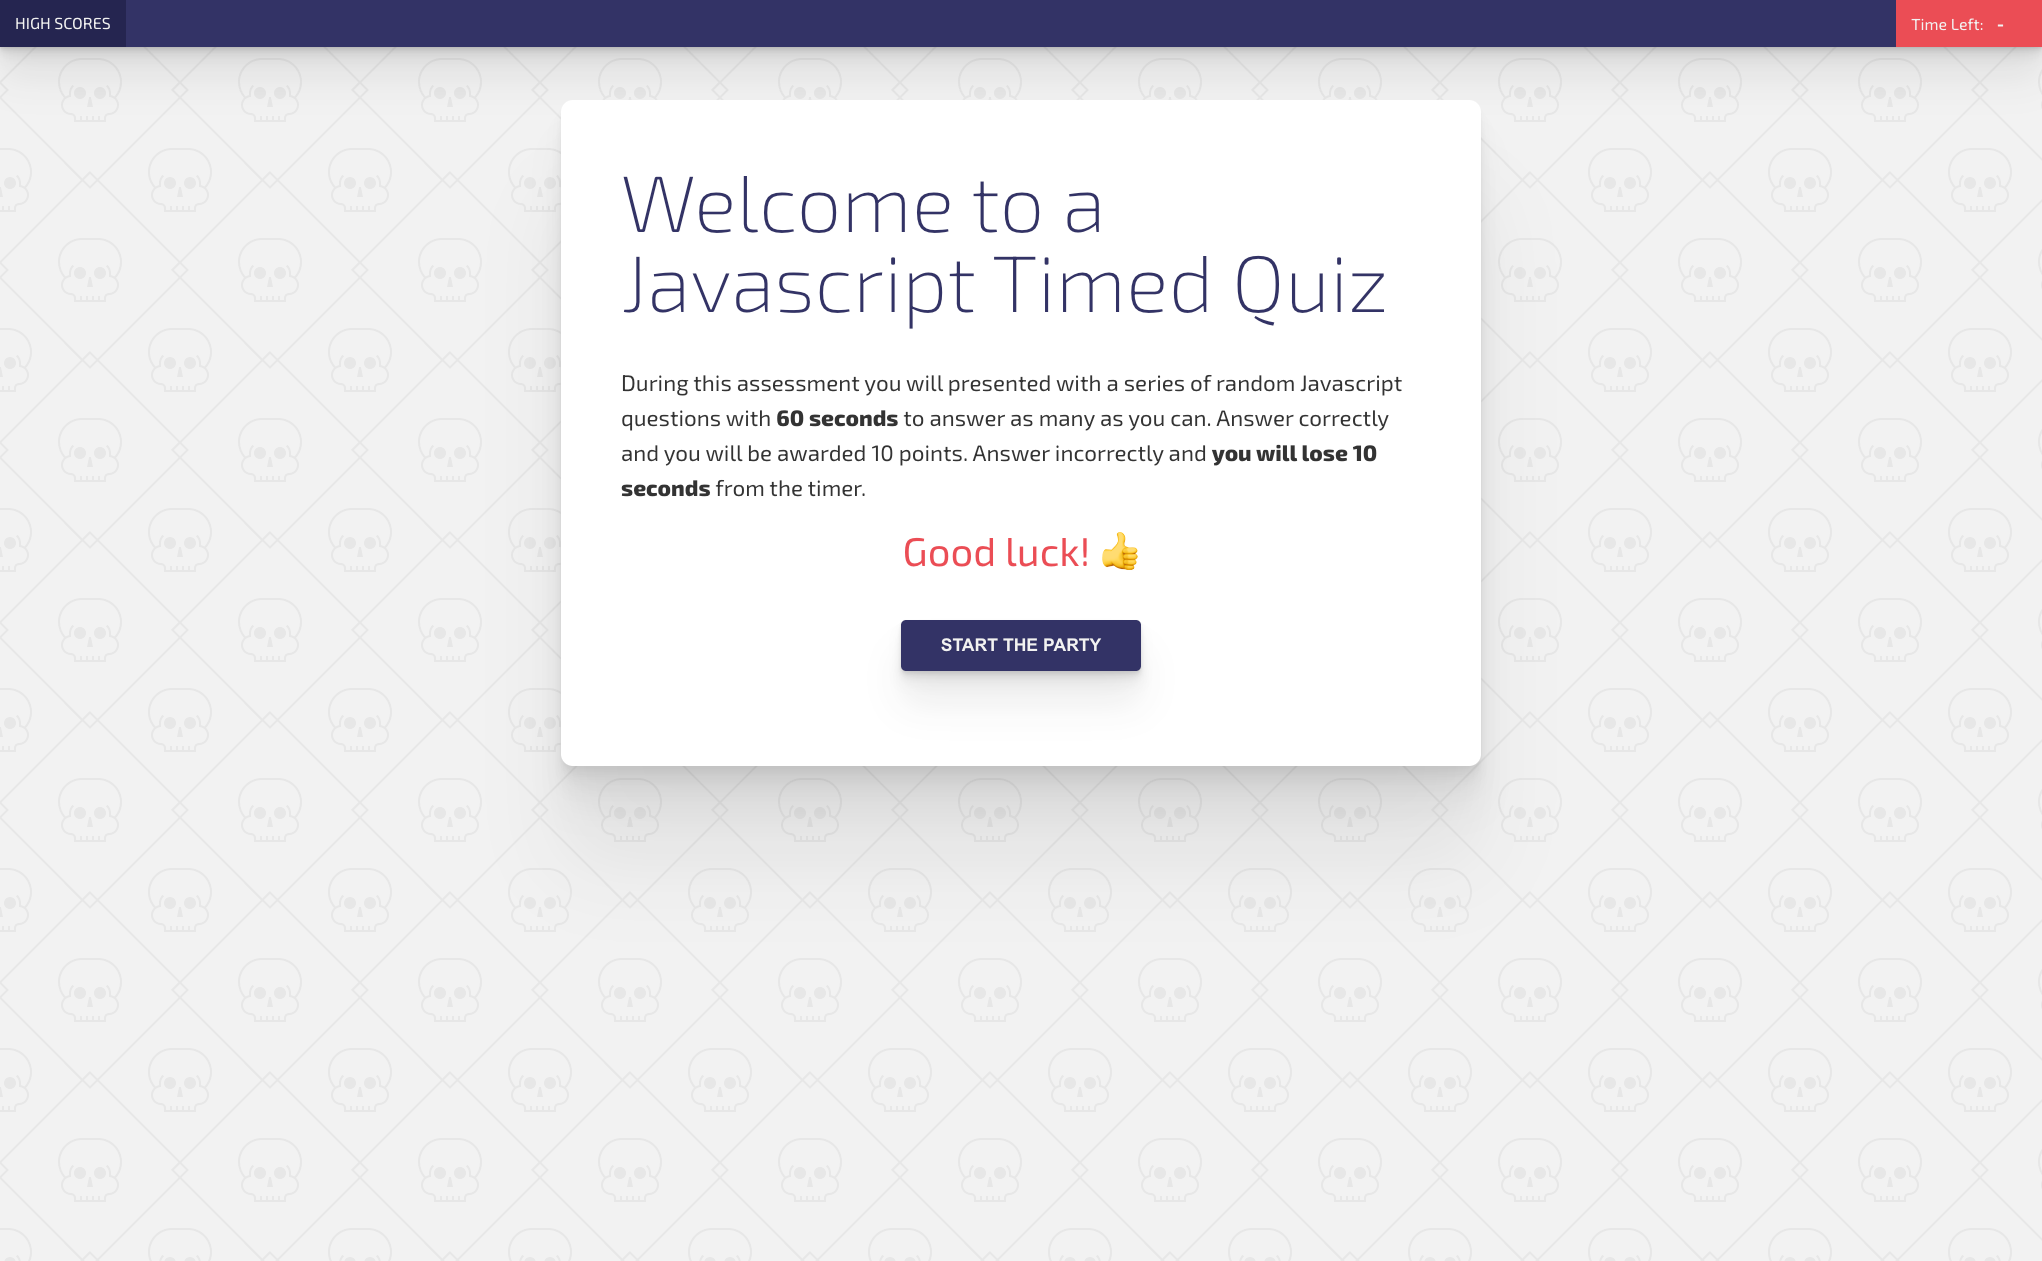 HIGH SCORES
Time Left: -
Welcome to a
Javascript Timed Quiz
During this assessment you will presented with a series of random Javascript
questions with 60 seconds to answer as many as you can. Answer correctly
and you will be awarded 10 points. Answer incorrectly and you will lose 10
seconds from the timer.
Good luck! 👍
START THE PARTY